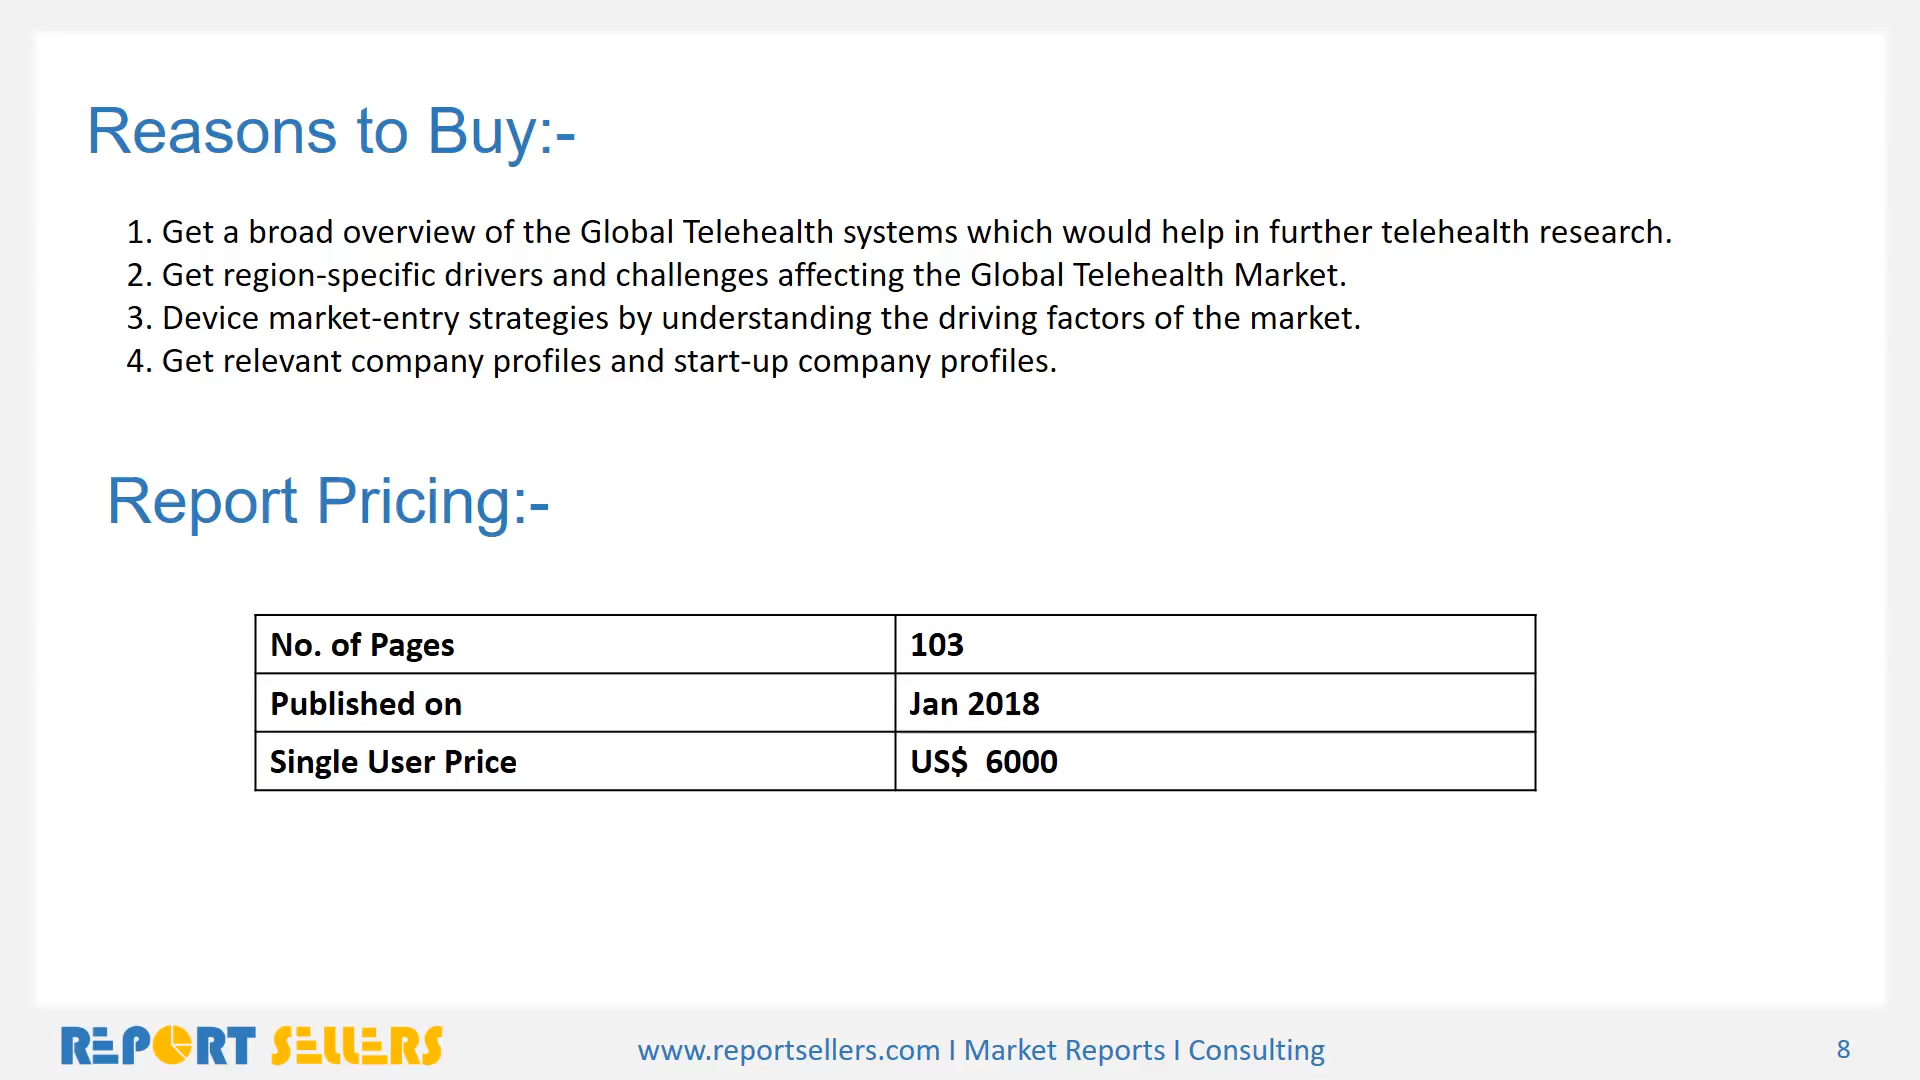 Reasons to Buy:-
1. Get a broad overview of the Global Telehealth systems which would help in further telehealth research.
2. Get region-specific drivers and challenges affecting the Global Telehealth Market.
3. Device market-entry strategies by understanding the driving factors of the market.
4. Get relevant company profiles and start-up company profiles.
Report Pricing:-
No. of Pages 103
Published on Jan 2018
Single User Price US$  6000
REPORT SELLERS
www.reportsellers.com I Market Reports I Consulting
8